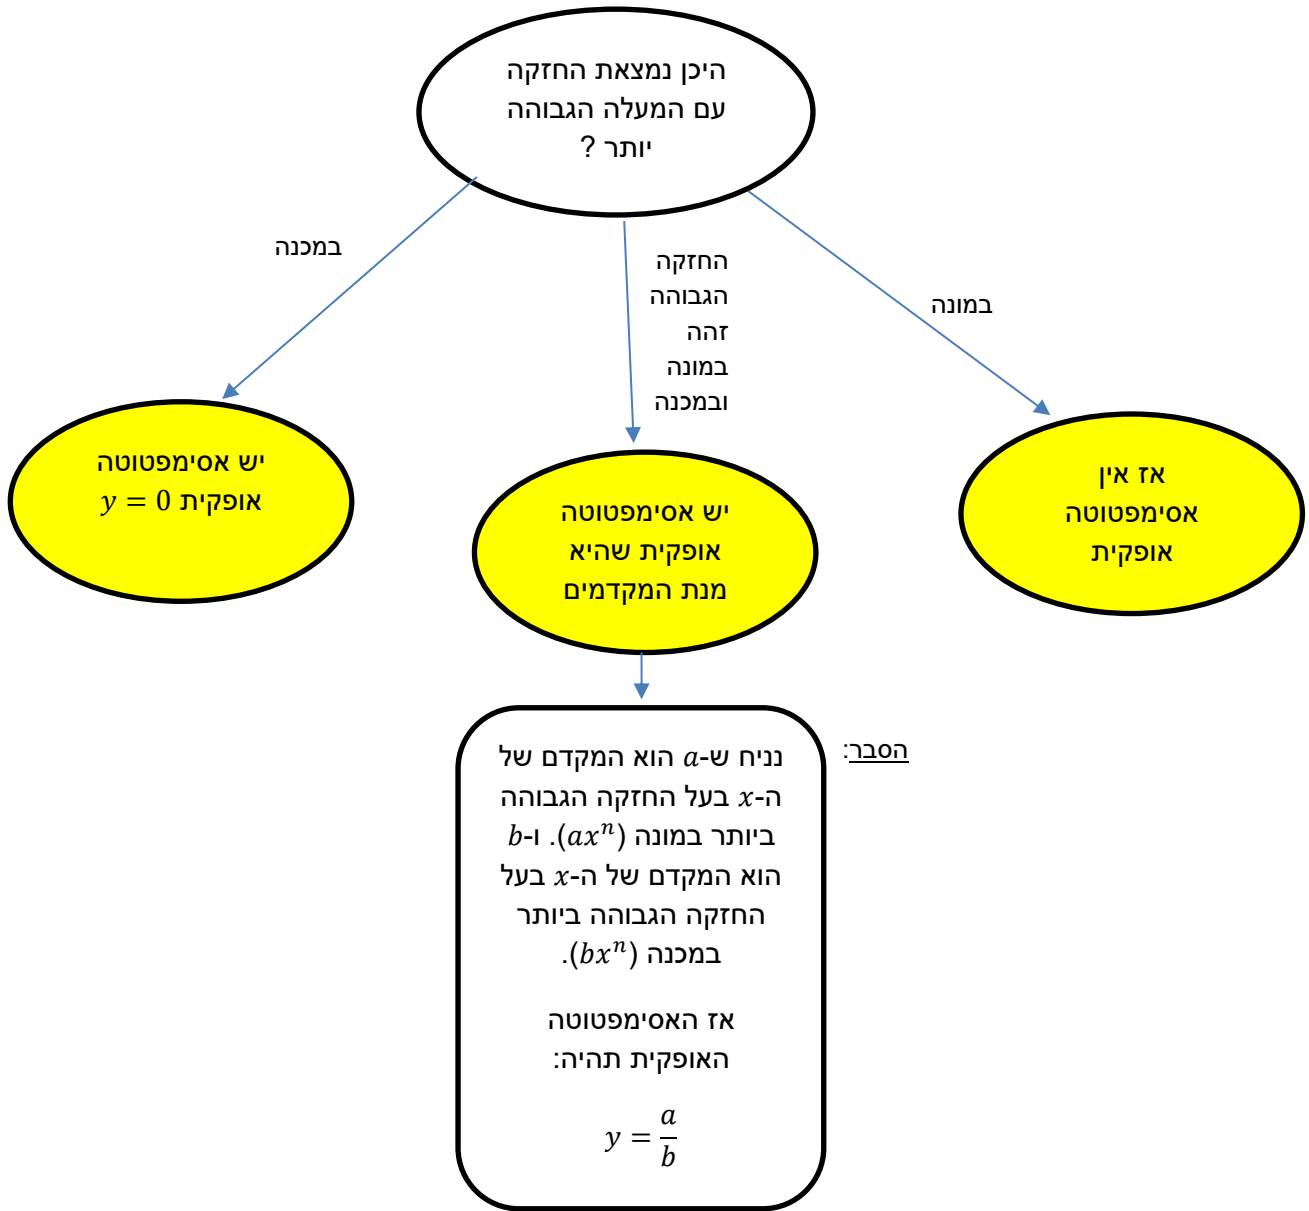 היכן נמצאת החזקה
עם המעלה הגבוהה
יותר ?
במונה
החזקה
הגבוהה
זהה
במונה
ובמכנה
במכנה
אז אין
אסימפטוטה
אופקית
יש אסימפטוטה
אופקית שהיא
מנת המקדמים
יש אסימפטוטה
אופקית y = 0
הסבר:
נניח ש-a הוא המקדם של
ה-x בעל החזקה הגבוהה
ביותר במונה (ax^n). ו-b
הוא המקדם של ה-x בעל
החזקה הגבוהה ביותר
במכנה (bx^n).
אז האסימפטוטה
האופקית תהיה:
y = a/b